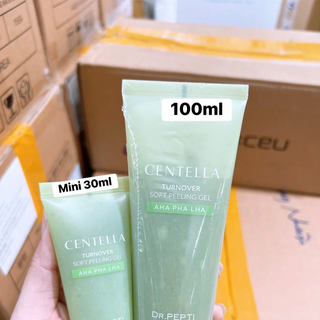 100ml
CENTELLA
TURNOVER
SOFT PEELING GEL
AHA PHA LHA
DR.PEPTI
Mini 30ml
CENTELLA
TURNOVER
SOFT PEELING GEL
AHA PHA LHA